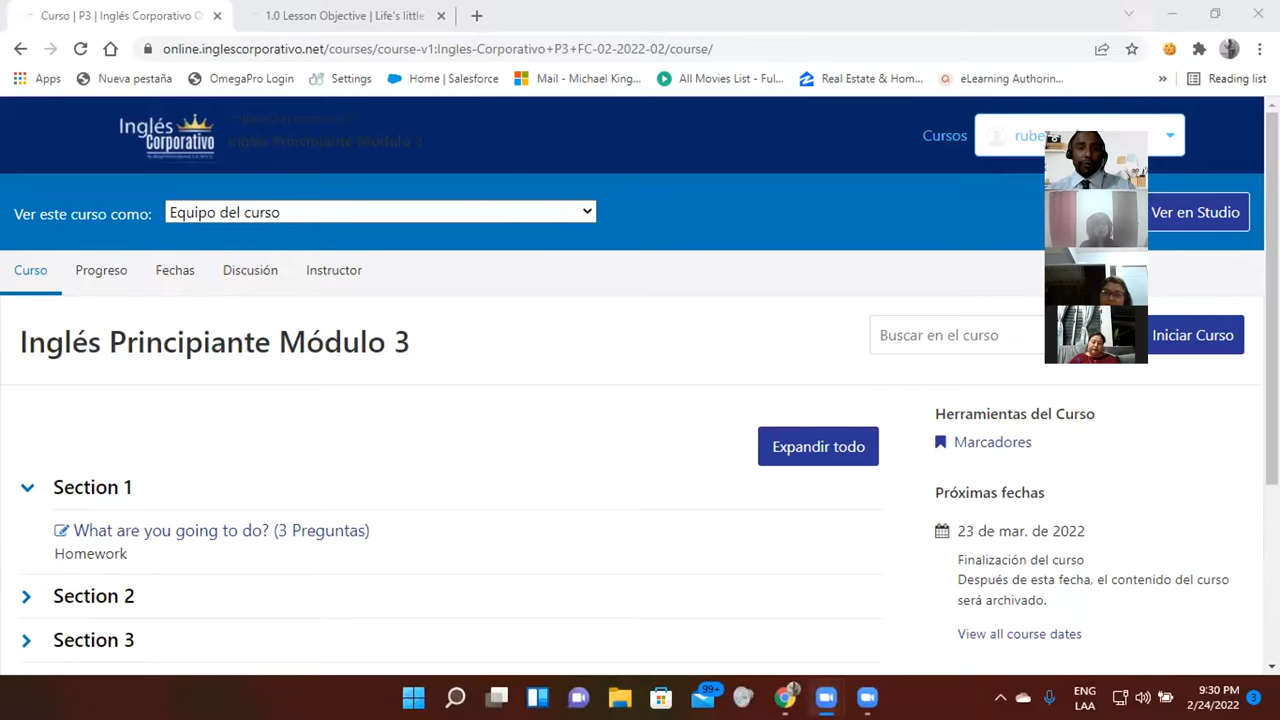 Curso | P3 | Inglés Corporativo
1.0 Lesson Objective | Life's little
online.inglescorporativo.net/courses/course-v1:Ingles-Corporativo+P3+FC-02-2022-02/course/
Apps Nueva pestaña OmegaPro Login Settings Home | Salesforce Mail - Michael King... All Movies List - Ful... Real Estate & Hom... eLearning Authorin... » Reading list
Inglés Corporativo
Inglés Principiante Módulo 3
Cursos rube
Ver este curso como: Equipo del curso
Ver en Studio
Curso Progreso Fechas Discusión Instructor
Inglés Principiante Módulo 3
Buscar en el curso
Iniciar Curso
Expandir todo
Section 1
What are you going to do? (3 Preguntas)
Homework
Section 2
Section 3
Herramientas del Curso
Marcadores
Próximas fechas
23 de mar. de 2022
Finalización del curso
Después de esta fecha, el contenido del curso
será archivado.
View all course dates
99+
ENG
LAA
9:30 PM
2/24/2022
3